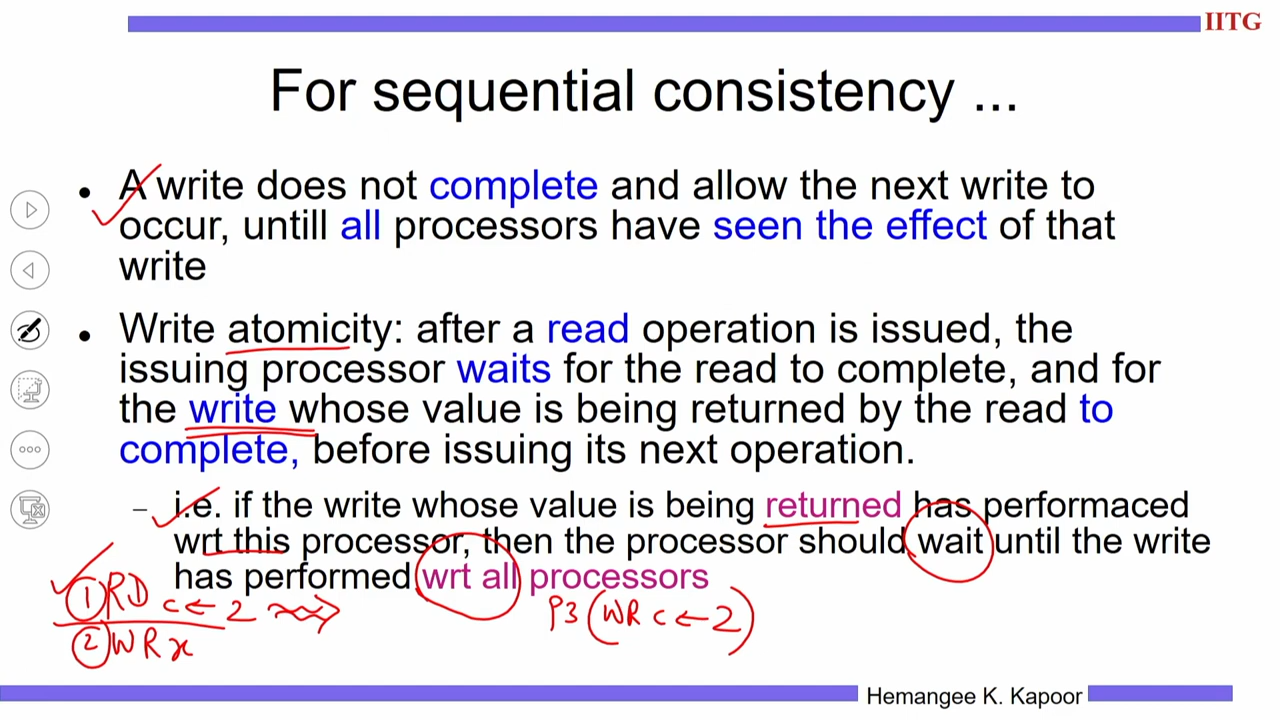 IITG
For sequential consistency ...
• A write does not complete and allow the next write to
occur, untill all processors have seen the effect of that
write
• Write atomicity: after a read operation is issued, the
issuing processor waits for the read to complete, and for
the write whose value is being returned by the read to
complete, before issuing its next operation.
– i.e. if the write whose value is being returned has performaced
wrt this processor, then the processor should wait until the write
has performed wrt all processors
① RD c ← 2
P3 (WR c ← 2)
② WR x
Hemangee K. Kapoor